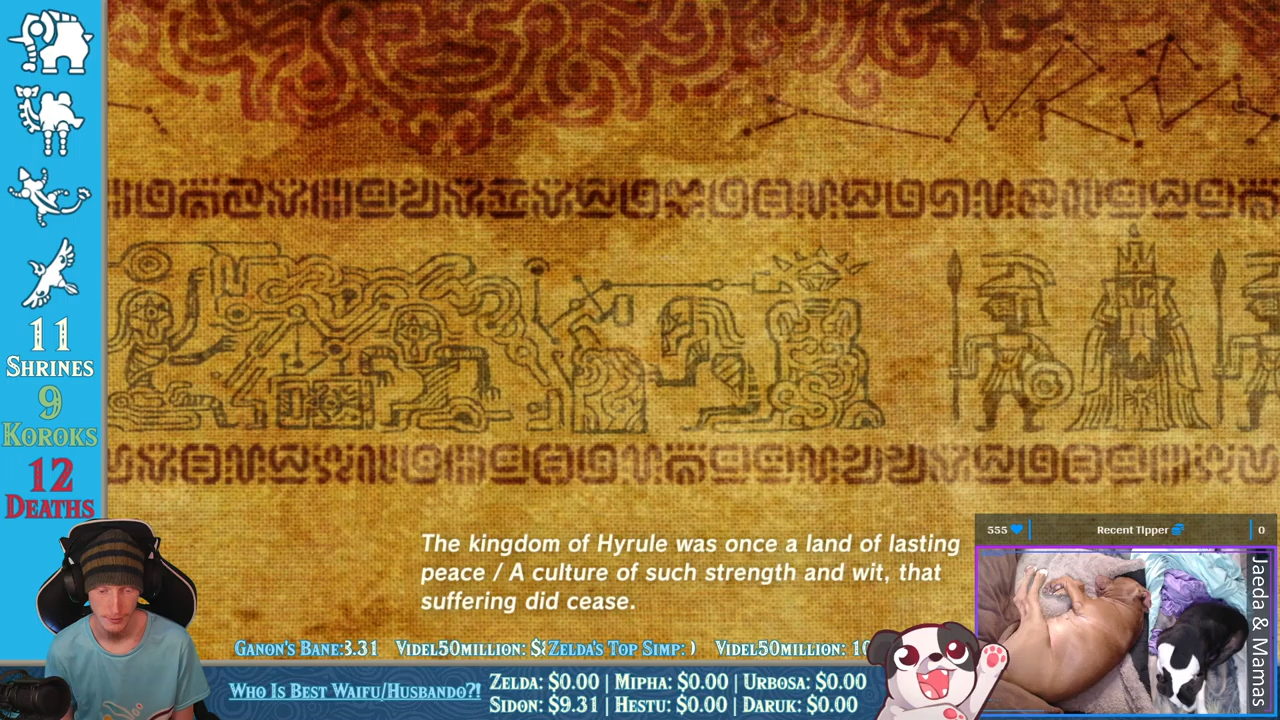 11
SHRINES
9
KOROKS
12
DEATHS
The kingdom of Hyrule was once a land of lasting
peace / A culture of such strength and wit, that
suffering did cease.
555
Recent Tipper
0
Jaeda & Mamas
GANON'S BANE:3.31 VIDEL50MILLION: $ ZELDA'S TOP SIMP: ) VIDEL50MILLION: 10
WHO IS BEST WAIFU/HUSBANDO?!
ZELDA: $0.00 | MIPHA: $0.00 | URBOSA: $0.00
SIDON: $9.31 | HESTU: $0.00 | DARUK: $0.00